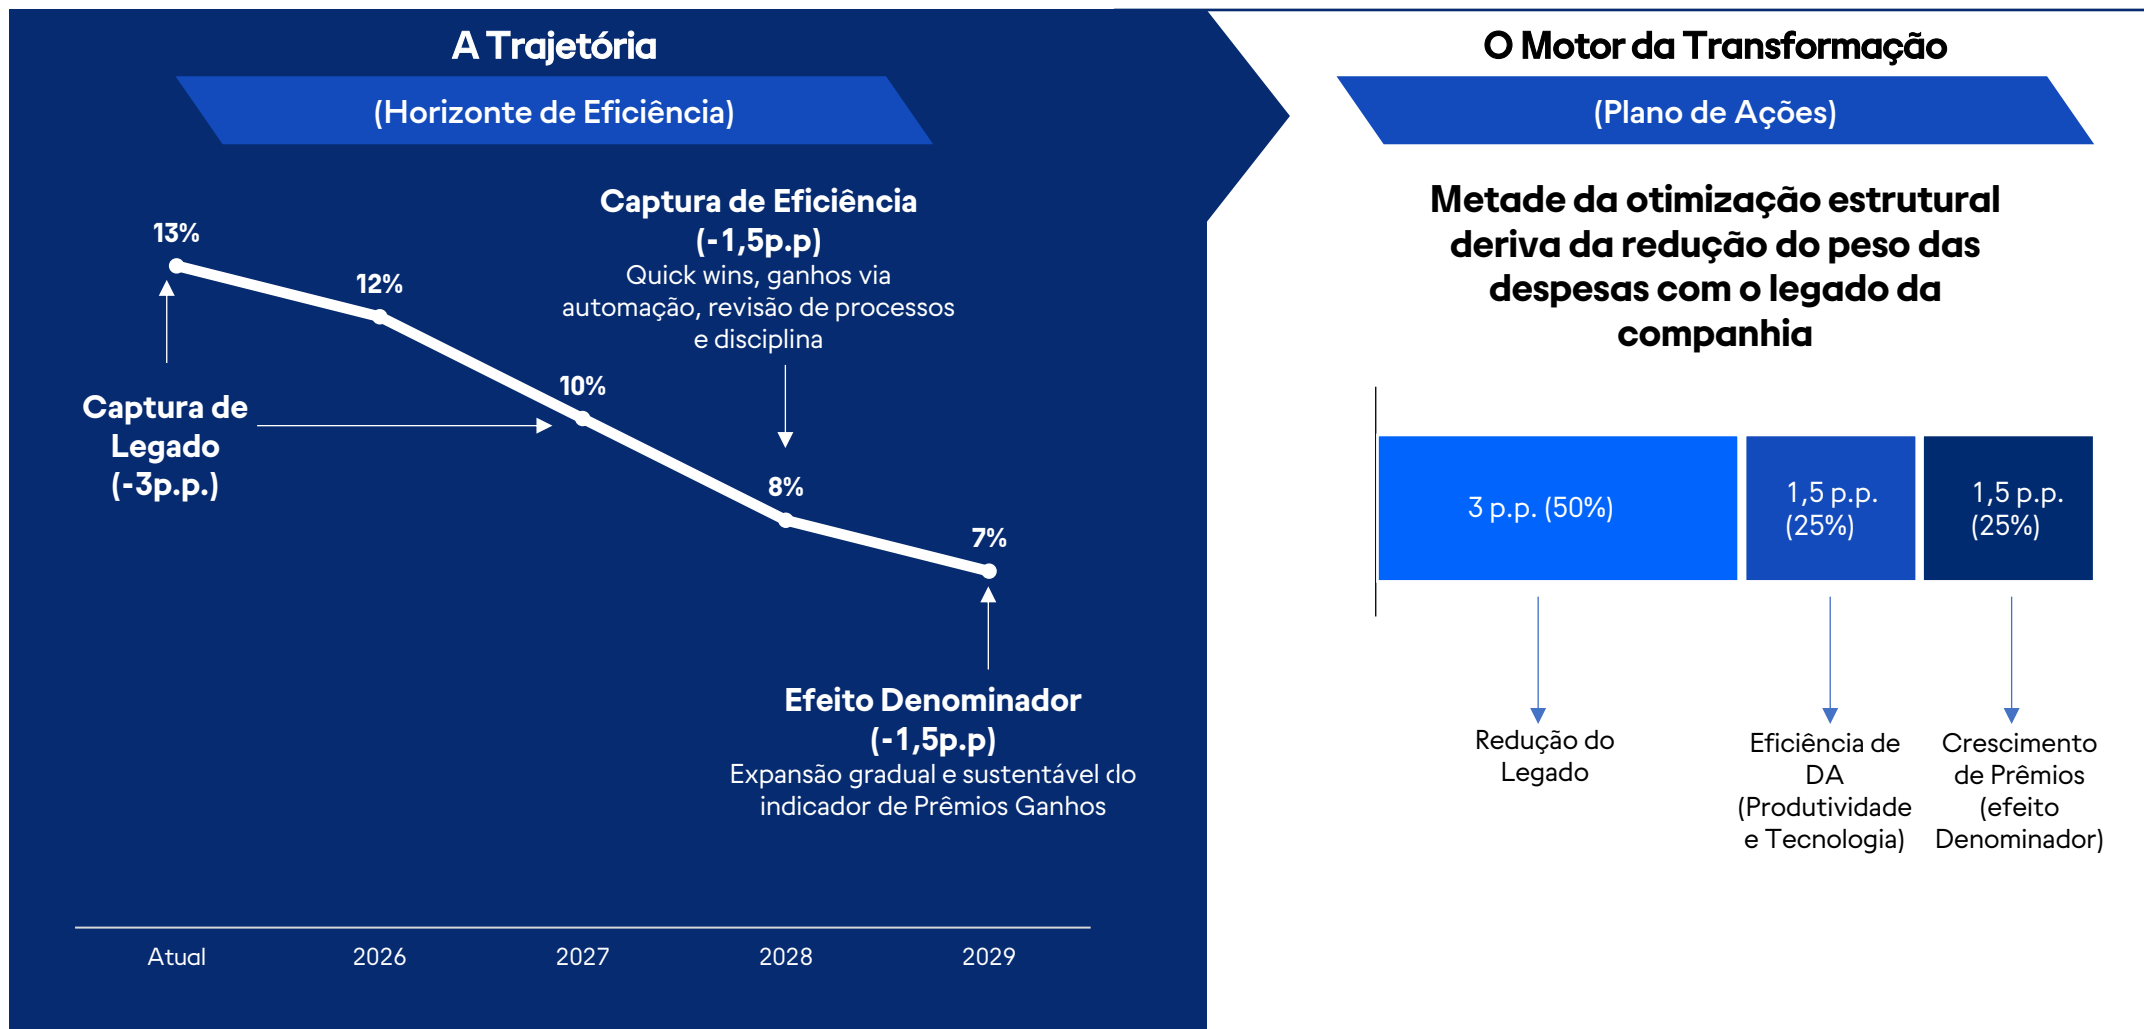 A Trajetória
(Horizonte de Eficiência)
Captura de Eficiência
(-1,5p.p)
Quick wins, ganhos via
automação, revisão de processos
e disciplina
13%
12%
10%
8%
7%
Captura de
Legado
(-3p.p.)
Efeito Denominador
(-1,5p.p)
Expansão gradual e sustentável do
indicador de Prêmios Ganhos
Atual
2026
2027
2028
2029
O Motor da Transformação
(Plano de Ações)
Metade da otimização estrutural
deriva da redução do peso das
despesas com o legado da
companhia
3 p.p. (50%)
1,5 p.p.
(25%)
1,5 p.p.
(25%)
Redução do
Legado
Eficiência de
DA
(Produtividade
e Tecnologia)
Crescimento
de Prêmios
(efeito
Denominador)